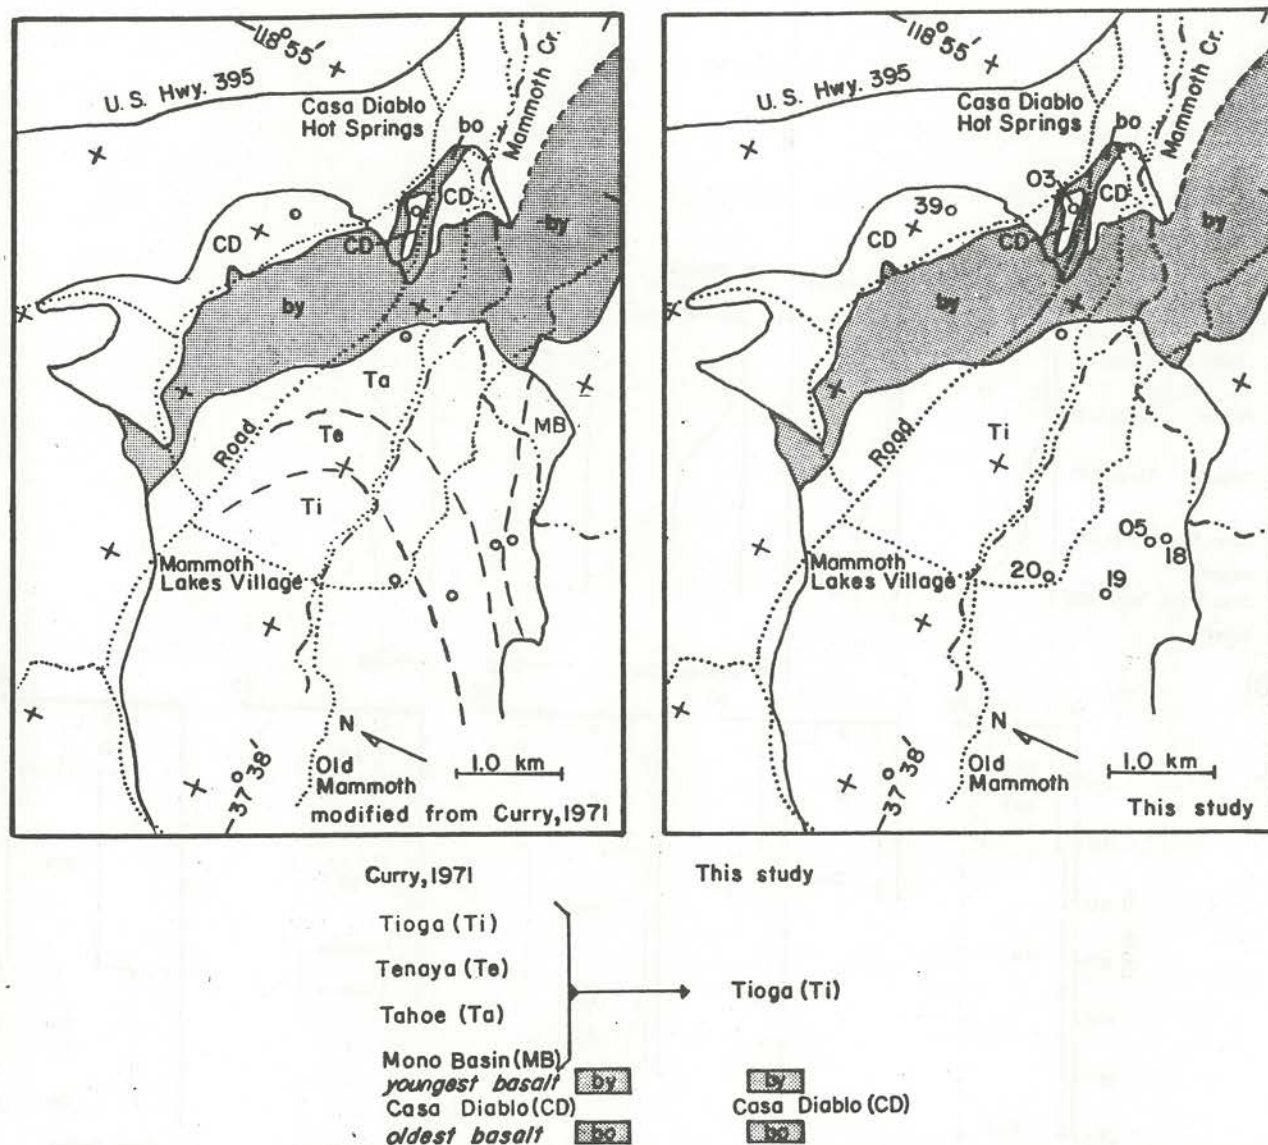 118° 55'
U.S. Hwy. 395
Casa Diablo
Hot Springs
bo
Mammoth Cr.
CD
CD
CD
by
by
Ta
Te
Ti
MB
Road
Mammoth
Lakes Village
N
Old
Mammoth
1.0 km
37° 38'
modified from Curry, 1971
118° 55'
U.S. Hwy. 395
Casa Diablo
Hot Springs
bo
Mammoth Cr.
03
39
CD
CD
CD
by
by
Ti
Road
Mammoth
Lakes Village
05
18
20
19
N
Old
Mammoth
1.0 km
37° 38'
This study
Curry, 1971
This study
Tioga (Ti)
Tenaya (Te)
Tahoe (Ta)
Mono Basin (MB)
Tioga (Ti)
youngest basalt by
by
Casa Diablo (CD)
Casa Diablo (CD)
oldest basalt bo
bo